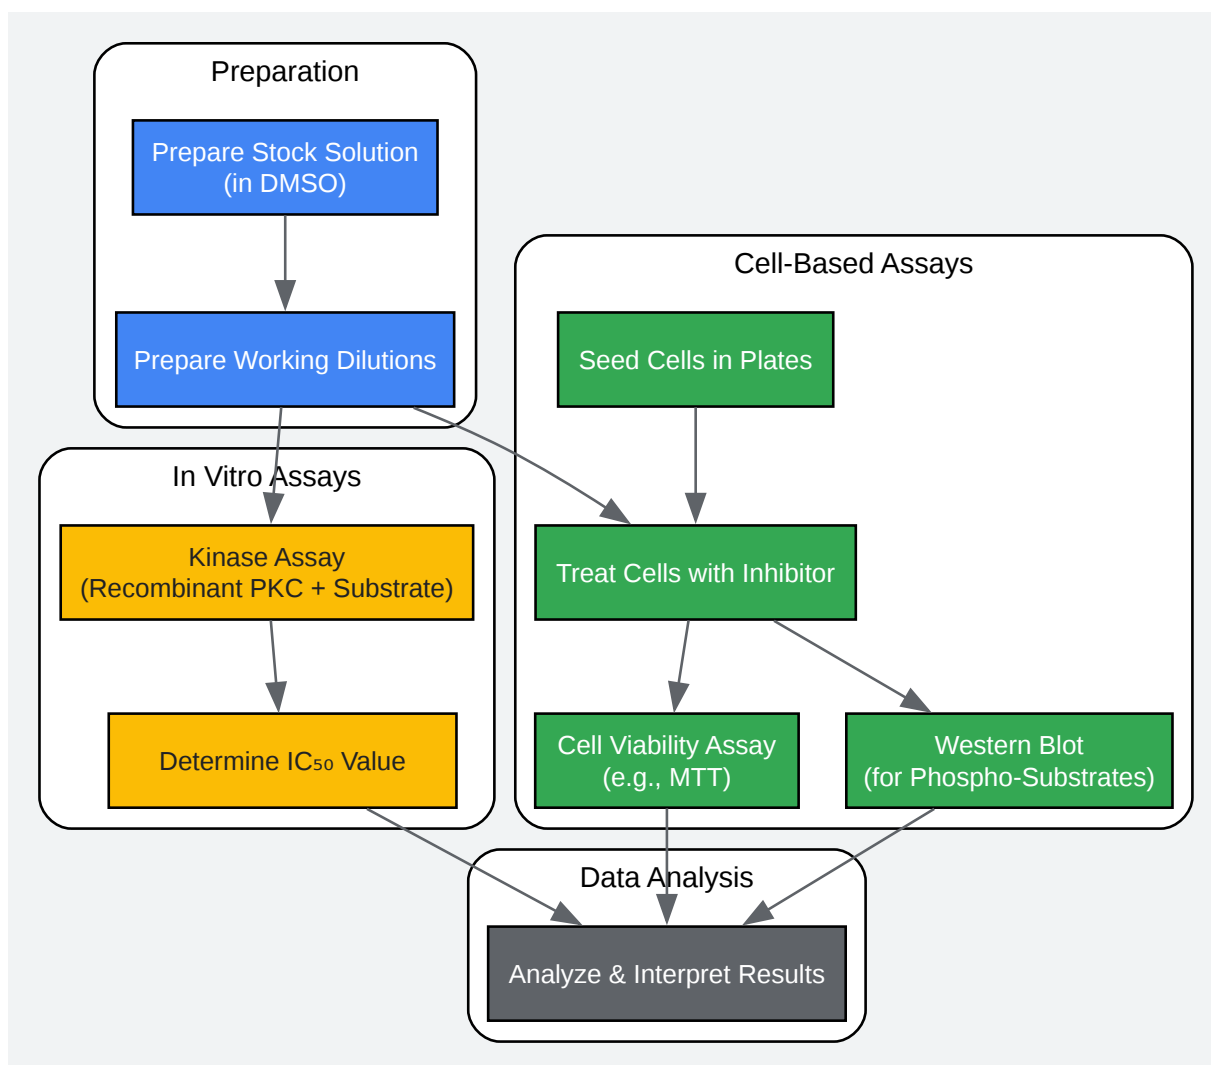 Preparation
Prepare Stock Solution
(in DMSO)
Prepare Working Dilutions
Cell-Based Assays
Seed Cells in Plates
In Vitro Assays
Kinase Assay
(Recombinant PKC + Substrate)
Treat Cells with Inhibitor
Determine IC₅₀ Value
Cell Viability Assay
(e.g., MTT)
Western Blot
(for Phospho-Substrates)
Data Analysis
Analyze & Interpret Results